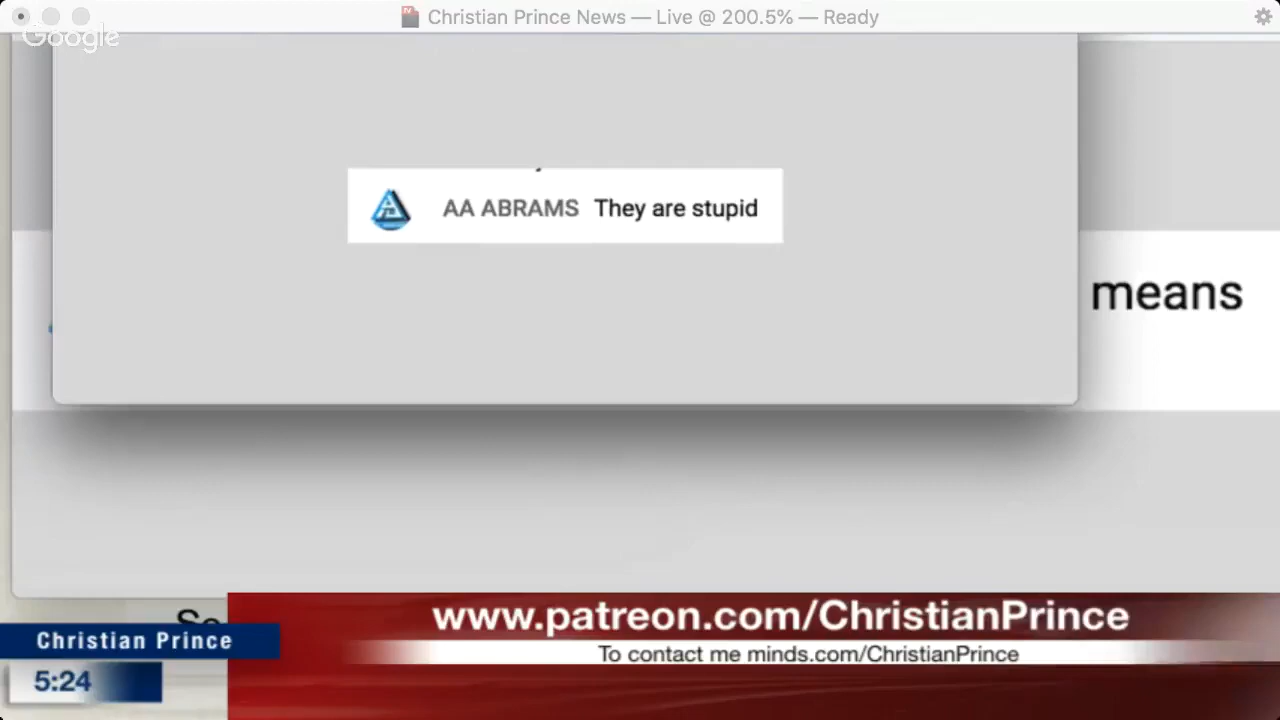 Christian Prince News — Live @ 200.5% — Ready
Google
AA ABRAMS They are stupid
means
So
www.patreon.com/ChristianPrince
Christian Prince
To contact me minds.com/ChristianPrince
5:24